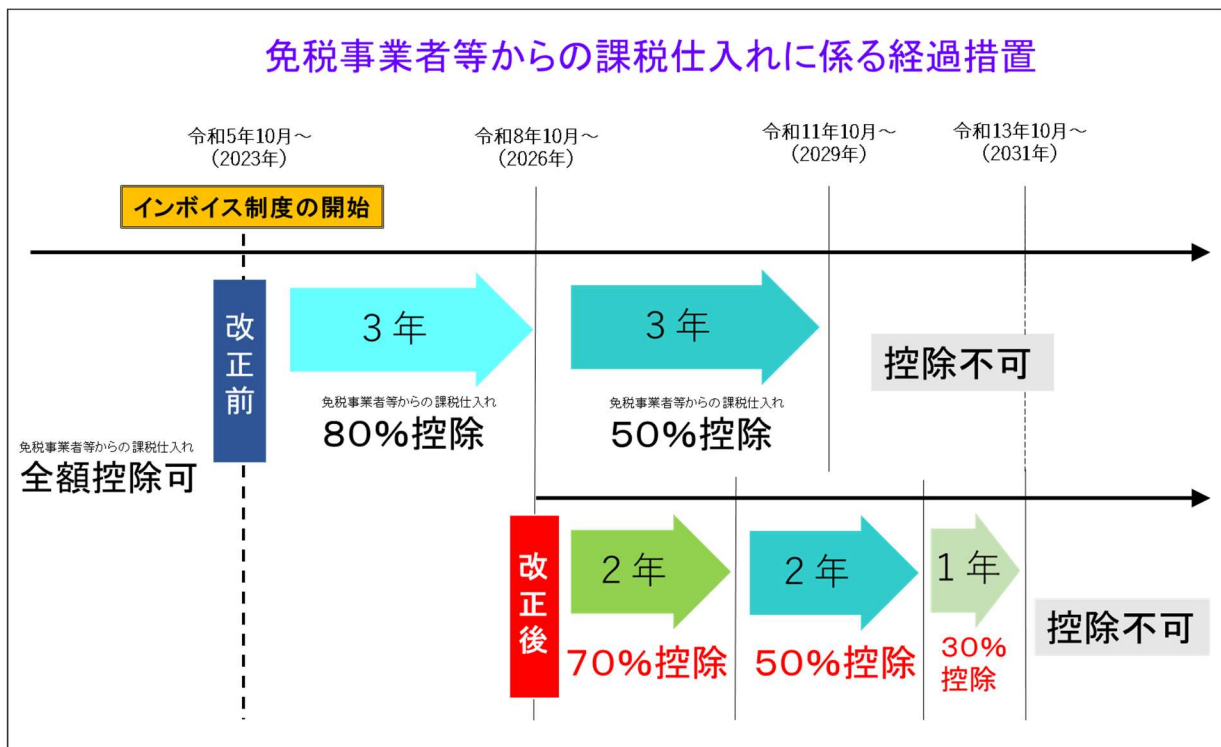 免税事業者等からの課税仕入れに係る経過措置
令和5年10月～
（2023年）
令和8年10月～
（2026年）
令和11年10月～
（2029年）
令和13年10月～
（2031年）
インボイス制度の開始
改正前
3年
3年
控除不可
免税事業者等からの課税仕入れ
80%控除
免税事業者等からの課税仕入れ
50%控除
免税事業者等からの課税仕入れ
全額控除可
改正後
2年
2年
1年
70%控除
50%控除
30%
控除
控除不可